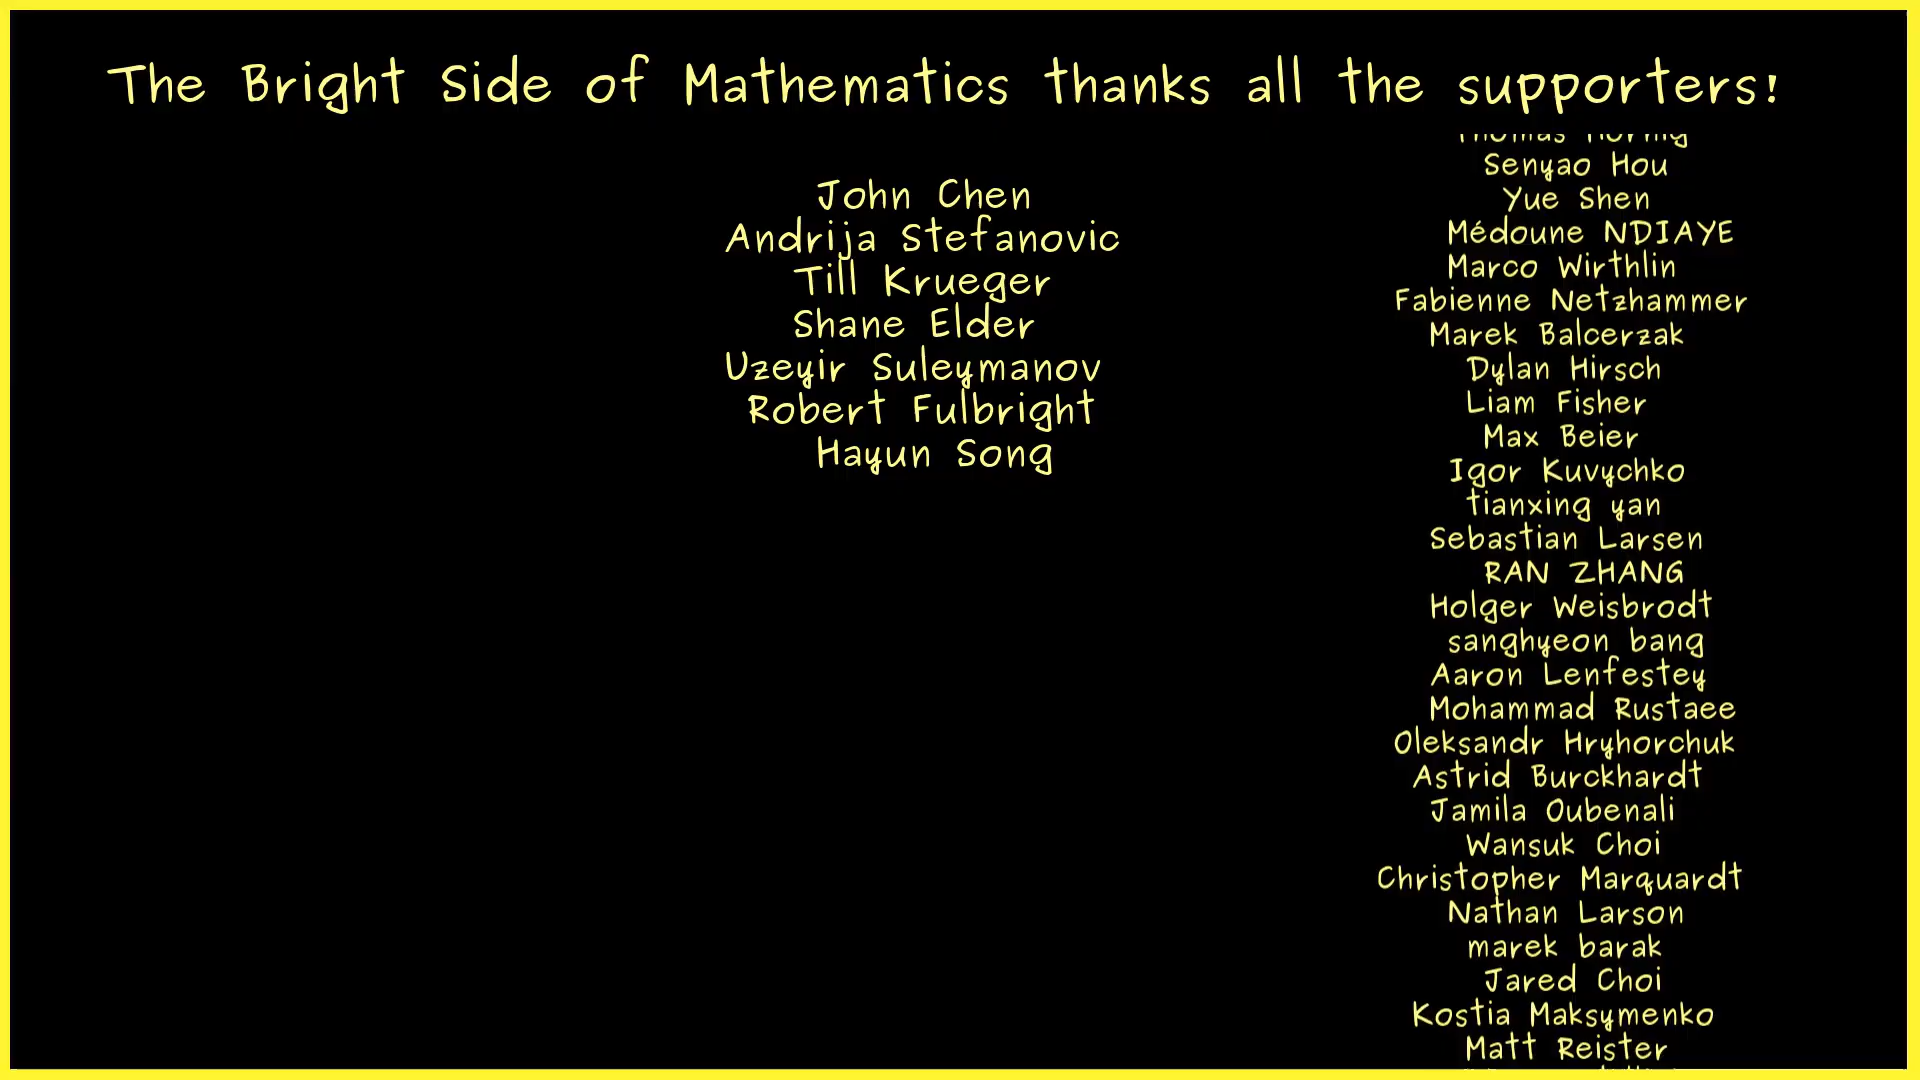 The Bright Side of Mathematics thanks all the supporters!
John Chen
Andrija Stefanovic
Till Krueger
Shane Elder
Uzeyir Suleymanov
Robert Fulbright
Hayun Song
Senyao Hou
Yue Shen
Médoune NDIAYE
Marco Wirthlin
Fabienne Netzhammer
Marek Balcerzak
Dylan Hirsch
Liam Fisher
Max Beier
Igor Kuvychko
tianxing yan
Sebastian Larsen
RAN ZHANG
Holger Weisbrodt
sanghyeon bang
Aaron Lenfestey
Mohammad Rustaee
Oleksandr Hryhorchuk
Astrid Burckhardt
Jamila Oubenali
Wansuk Choi
Christopher Marquardt
Nathan Larson
marek barak
Jared Choi
Kostia Maksymenko
Matt Reister